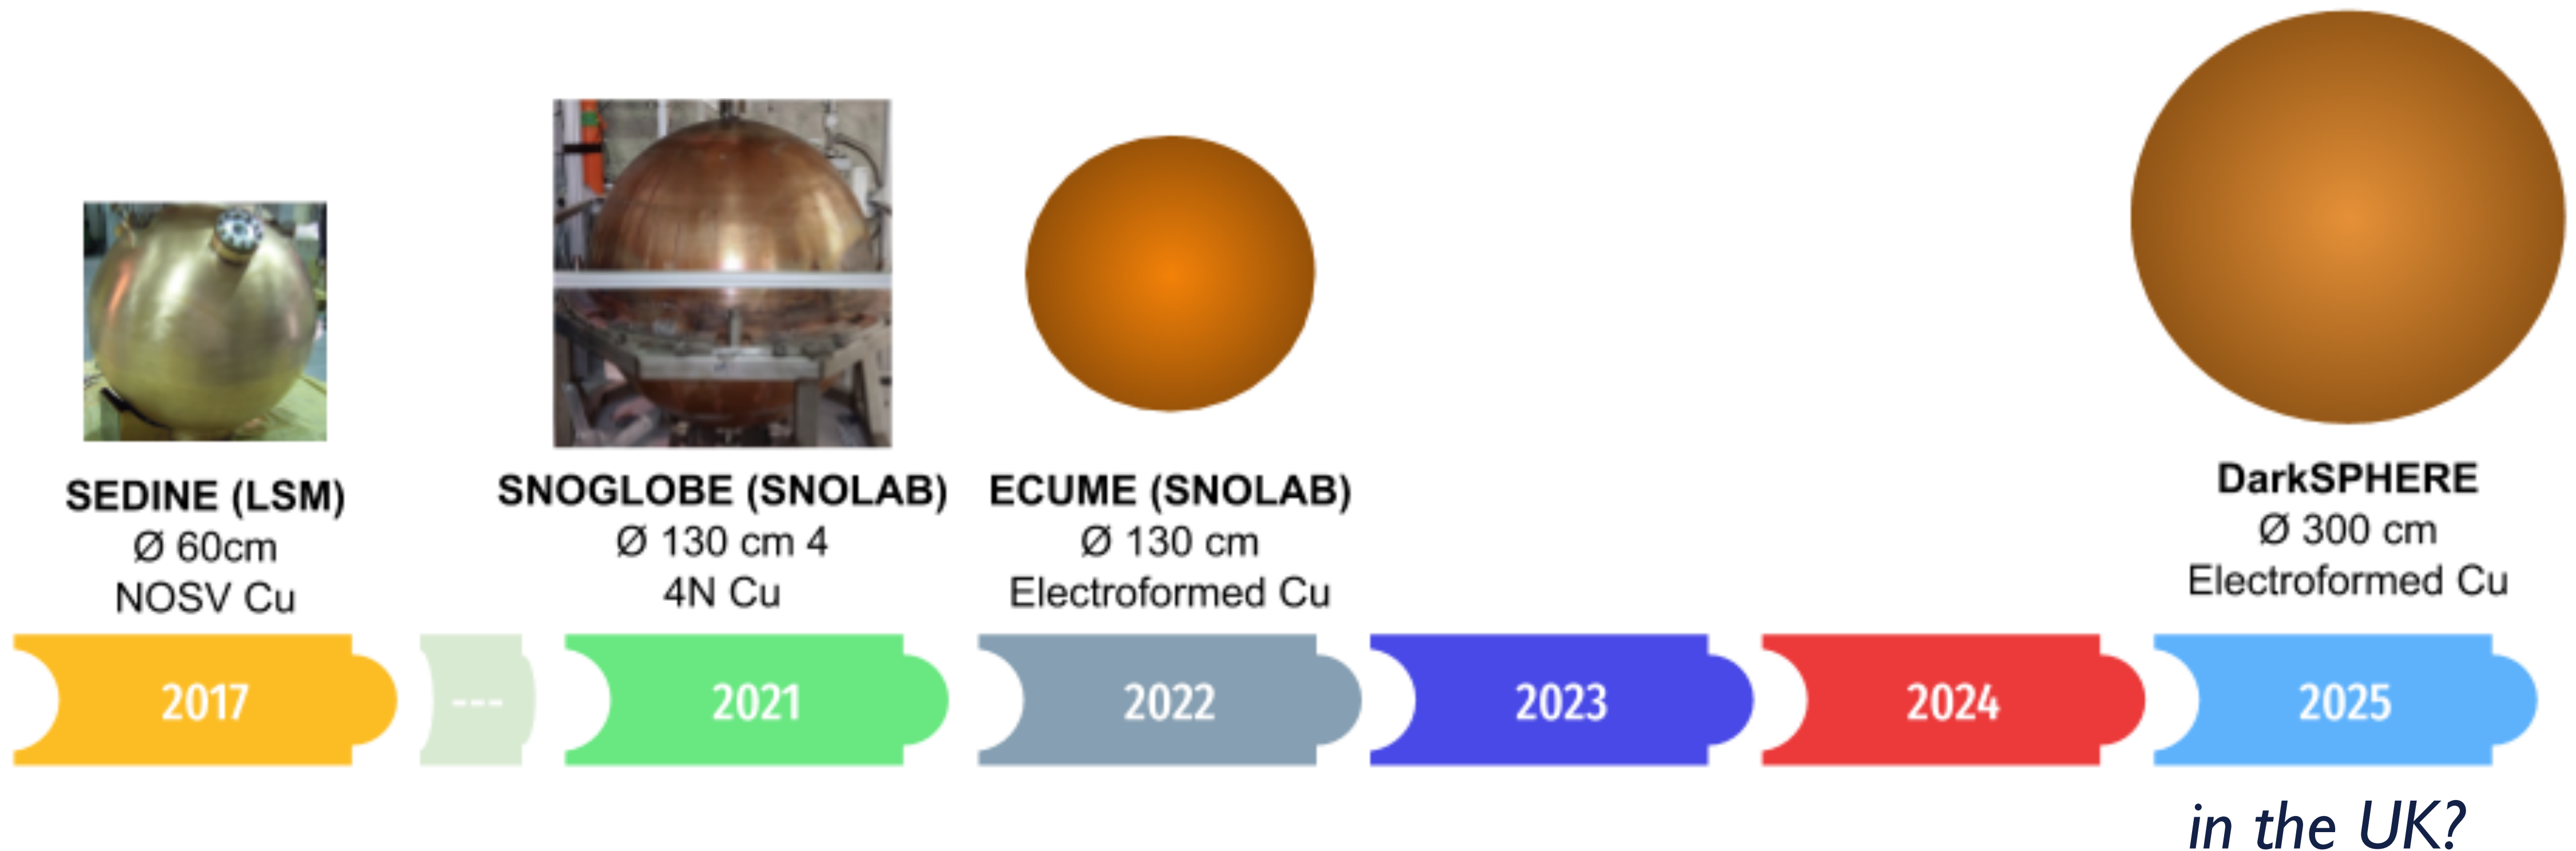 SEDINE (LSM)
Ø 60cm
NOSV Cu
SNOGLOBE (SNOLAB)
Ø 130 cm 4
4N Cu
ECUME (SNOLAB)
Ø 130 cm
Electroformed Cu
DarkSPHERE
Ø 300 cm
Electroformed Cu
2017
---
2021
2022
2023
2024
2025
in the UK?